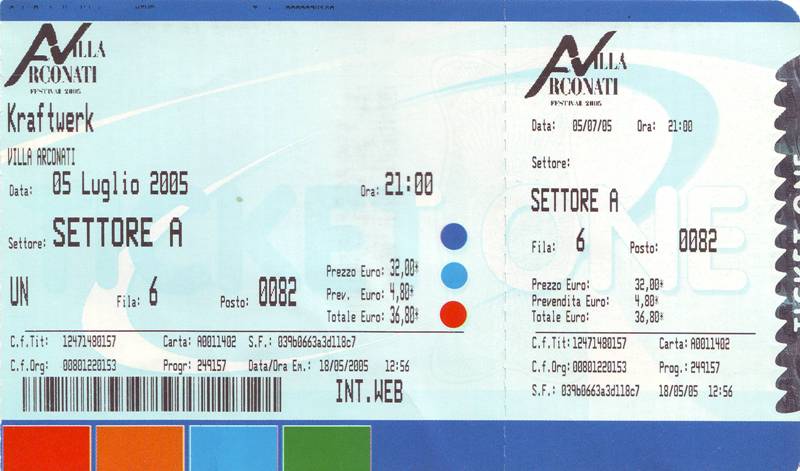 VILLA
ARCONATI
FESTIVAL 2005
Kraftwerk
VILLA ARCONATI
Data: 05 Luglio 2005 Ora: 21:00
Settore: SETTORE A
Prezzo Euro: 32,00*
UN Fila: 6 Posto: 0082 Prev. Euro: 4,80*
Totale Euro: 36,80*
C.f.Tit: 12471480157 Carta: A0011402 S.F.: 039b0663a3d118c7
C.f.Org: 00801220153 Progr: 249157 Data/Ora Em.: 18/05/2005 12:56
INT.WEB
VILLA
ARCONATI
FESTIVAL 2005
Data: 05/07/05 Ora: 21:00
Settore:
SETTORE A
Fila: 6 Posto: 0082
Prezzo Euro: 32,00*
Prevendita Euro: 4,80*
Totale Euro: 36,80*
C.f.Tit: 12471480157 Carta: A0011402
C.f.Org: 00801220153 Prog.: 249157
S.F.: 039b0663a3d118c7 18/05/05 12:56
TICKET ONE